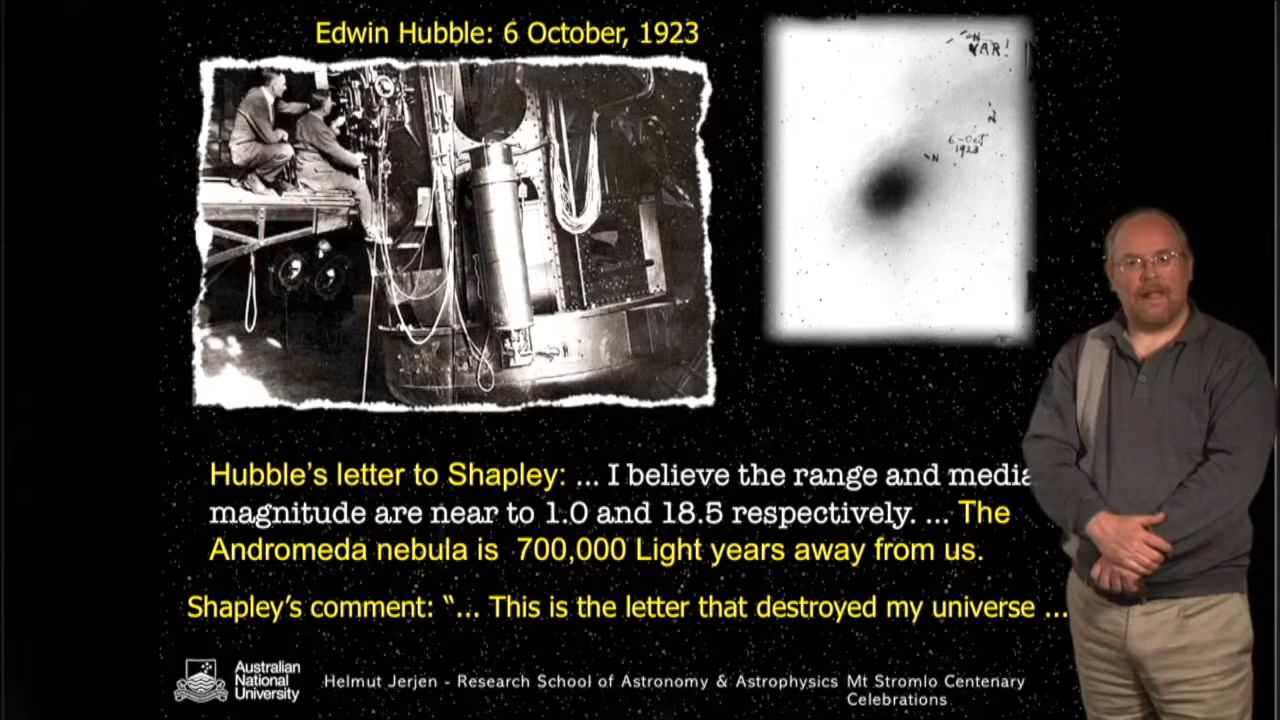 Edwin Hubble: 6 October, 1923
N
VAR!
N
6-Oct
1923
N
Hubble's letter to Shapley: ... I believe the range and media
magnitude are near to 1.0 and 18.5 respectively. ... The
Andromeda nebula is 700,000 Light years away from us.
Shapley's comment: “... This is the letter that destroyed my universe ...
Australian
National
University
Helmut Jerjen - Research School of Astronomy & Astrophysics
Mt Stromlo Centenary
Celebrations